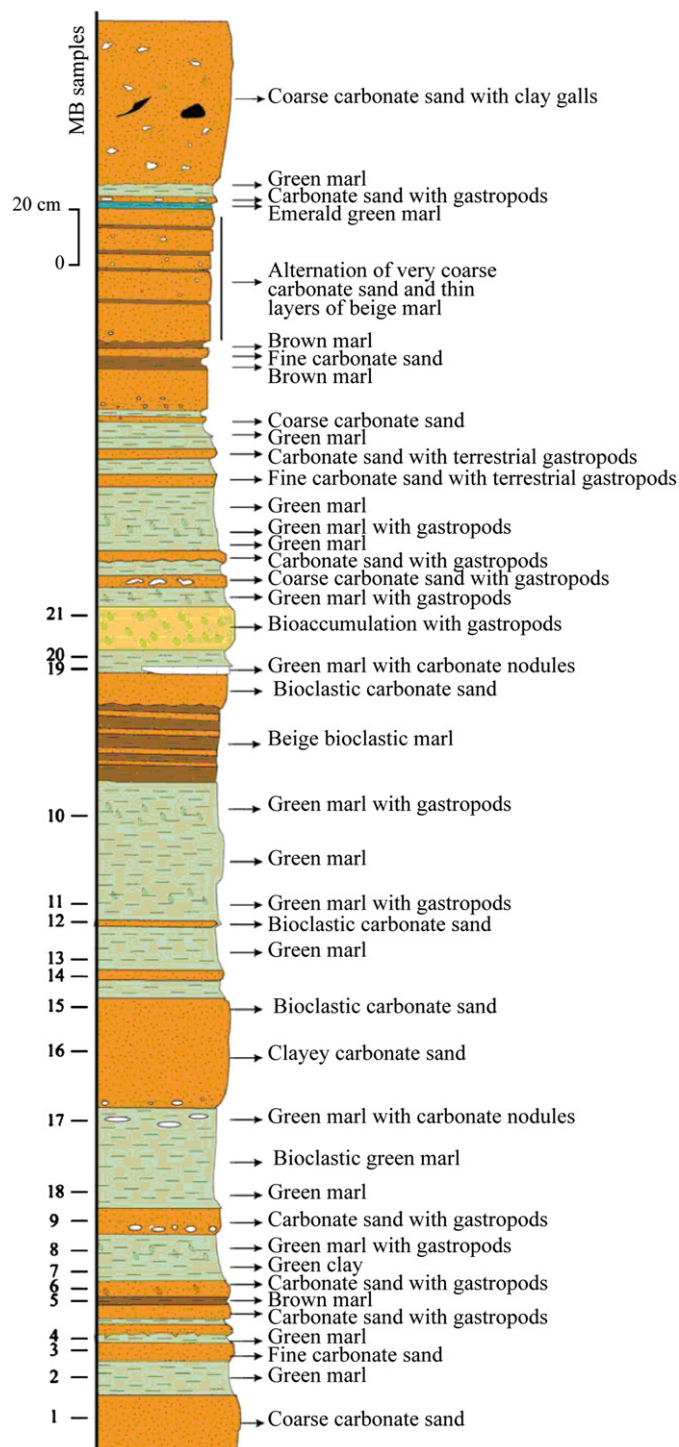 MB samples
Coarse carbonate sand with clay galls
Green marl
Carbonate sand with gastropods
20 cm
Emerald green marl
0
Alternation of very coarse
carbonate sand and thin
layers of beige marl
Brown marl
Fine carbonate sand
Brown marl
Coarse carbonate sand
Green marl
Carbonate sand with terrestrial gastropods
Fine carbonate sand with terrestrial gastropods
Green marl
Green marl with gastropods
Green marl
Carbonate sand with gastropods
Coarse carbonate sand with gastropods
Green marl with gastropods
21
Bioaccumulation with gastropods
20
19
Green marl with carbonate nodules
Bioclastic carbonate sand
Beige bioclastic marl
Green marl with gastropods
10
Green marl
11
Green marl with gastropods
12
Bioclastic carbonate sand
Green marl
13
14
15
Bioclastic carbonate sand
16
Clayey carbonate sand
17
Green marl with carbonate nodules
Bioclastic green marl
18
Green marl
9
Carbonate sand with gastropods
8
Green marl with gastropods
7
Green clay
6
Carbonate sand with gastropods
5
Brown marl
Carbonate sand with gastropods
4
Green marl
3
Fine carbonate sand
2
Green marl
1
Coarse carbonate sand